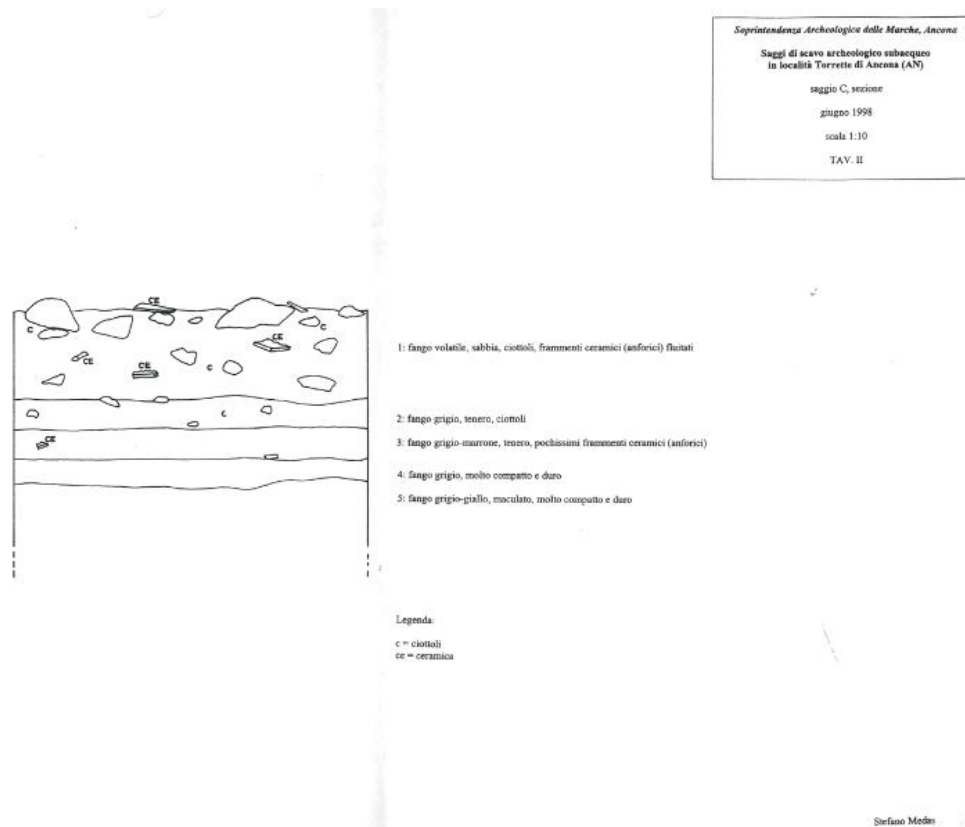 Soprintendenza Archeologica delle Marche, Ancona
Saggi di scavo archeologico subacqueo
in località Torrette di Ancona (AN)
saggio C, sezione
giugno 1998
scala 1:10
TAV. II
CE
C
C
CE
CE
CE
C
1: fango volatile, sabbia, ciottoli, frammenti ceramici (anforici) fluitati
C
2: fango grigio, tenero, ciottoli
CE
3: fango grigio-marrone, tenero, pochissimi frammenti ceramici (anforici)
4: fango grigio, molto compatto e duro
5: fango grigio-giallo, maculato, molto compatto e duro
Legenda:
c = ciottoli
ce = ceramica
Stefano Medas